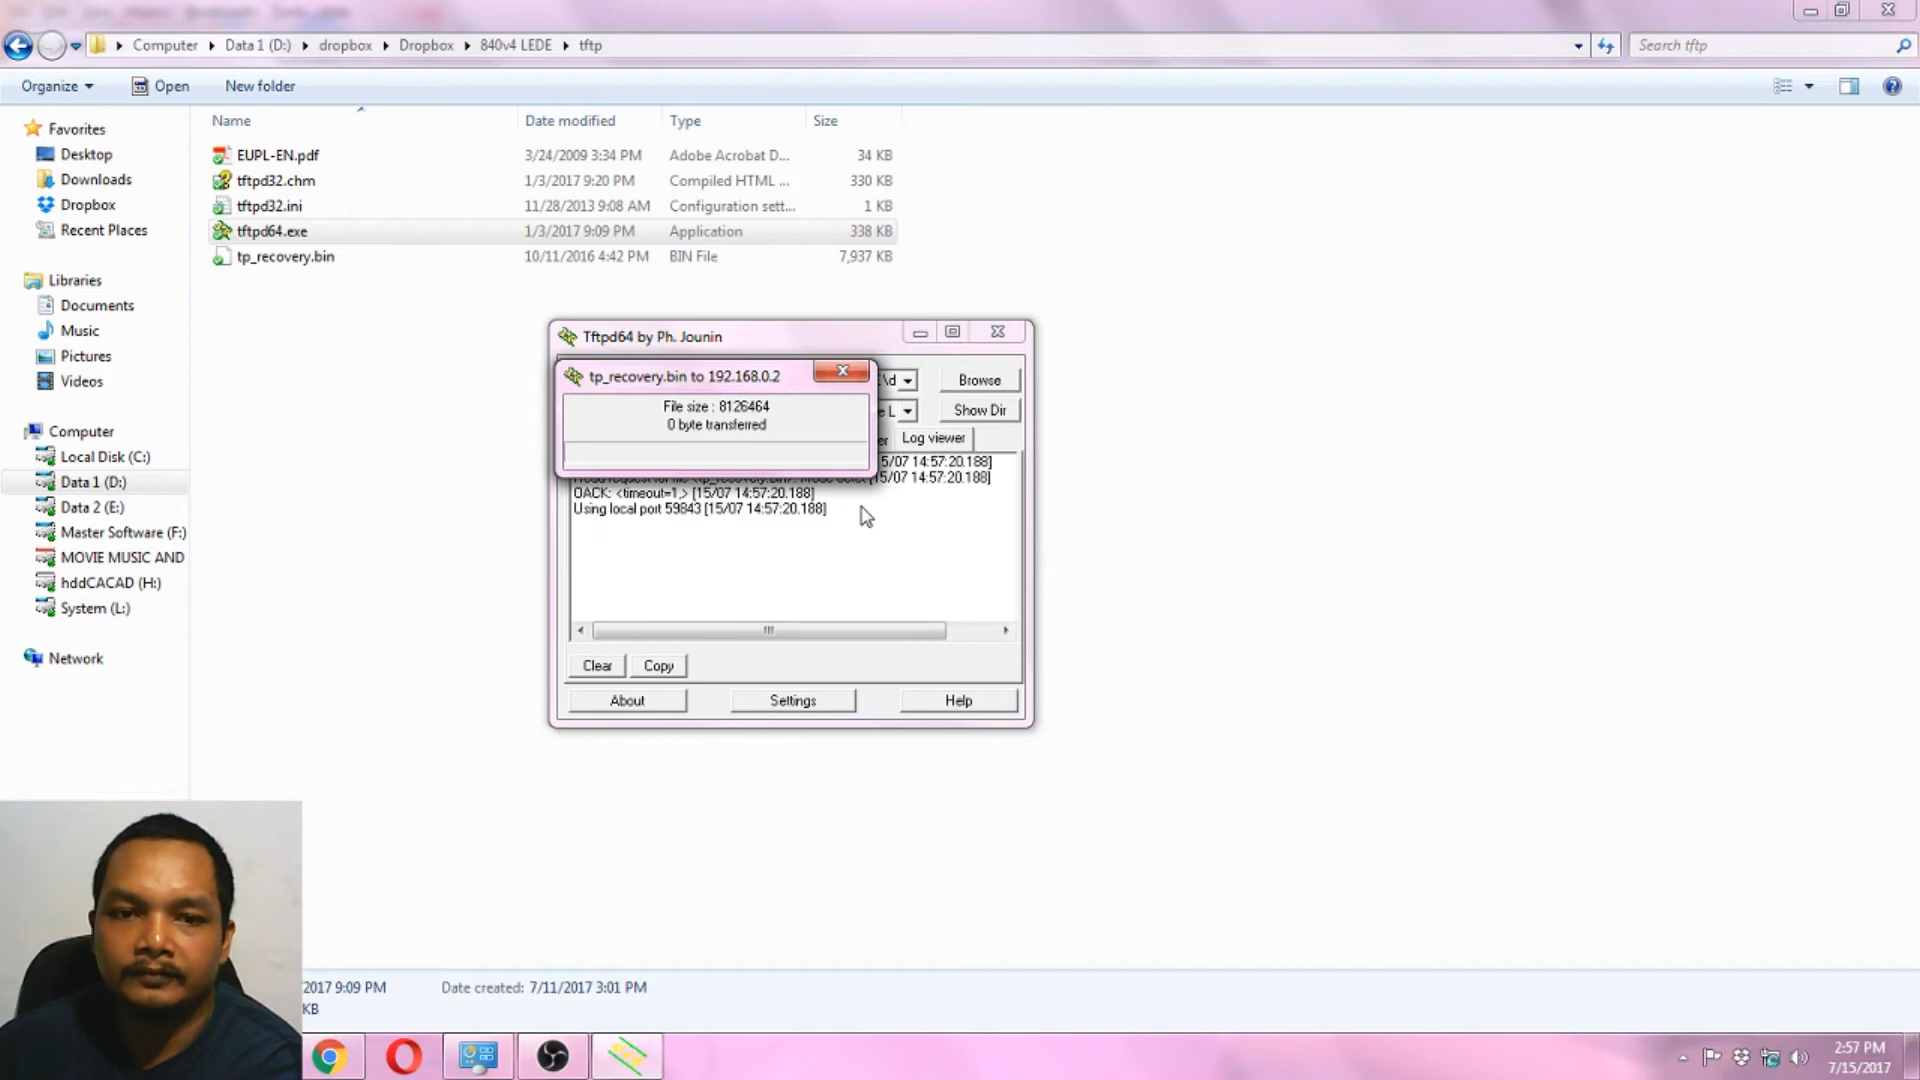 Computer Data 1 (D:) dropbox Dropbox 840v4 LEDE tftp
Search tftp
Organize Open New folder
Name Date modified Type Size
EUPL-EN.pdf 3/24/2009 3:34 PM Adobe Acrobat D... 34 KB
tftpd32.chm 1/3/2017 9:20 PM Compiled HTML ... 330 KB
tftpd32.ini 11/28/2013 9:08 AM Configuration sett... 1 KB
tftpd64.exe 1/3/2017 9:09 PM Application 338 KB
tp_recovery.bin 10/11/2016 4:42 PM BIN File 7,937 KB
Favorites
Desktop
Downloads
Dropbox
Recent Places
Libraries
Documents
Music
Pictures
Videos
Computer
Local Disk (C:)
Data 1 (D:)
Data 2 (E:)
Master Software (F:)
MOVIE MUSIC AND
hddCACAD (H:)
System (L:)
Network
Tftpd64 by Ph. Jounin
tp_recovery.bin to 192.168.0.2
File size : 8126464
0 byte transferred
\d Browse
e L Show Dir
er Log viewer
5/07 14:57:20.188]
5/07 14:57:20.188]
OACK: <timeout=1,> [15/07 14:57:20.188]
Using local port 59843 [15/07 14:57:20.188]
Clear Copy
About Settings Help
2017 9:09 PM Date created: 7/11/2017 3:01 PM
KB
2:57 PM
7/15/2017